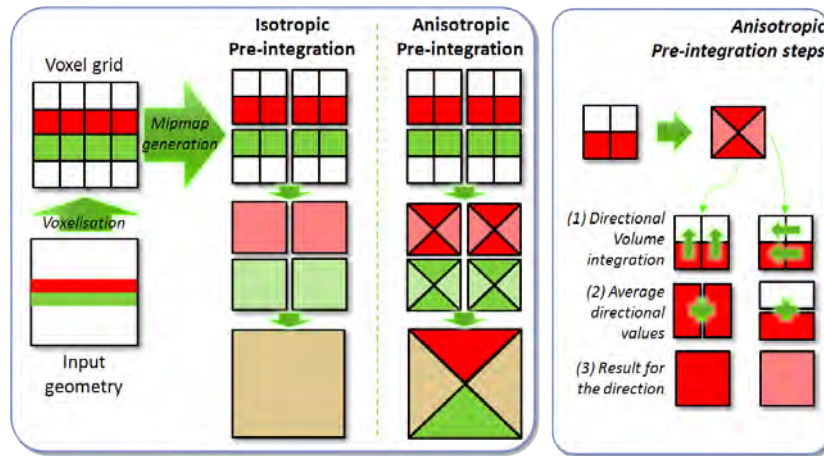 Isotropic
Pre-integration
Anisotropic
Pre-integration
Voxel grid
Mipmap
generation
Voxelisation
Input
geometry
Anisotropic
Pre-integration steps
(1) Directional
Volume
integration
(2) Average
directional
values
(3) Result for
the direction